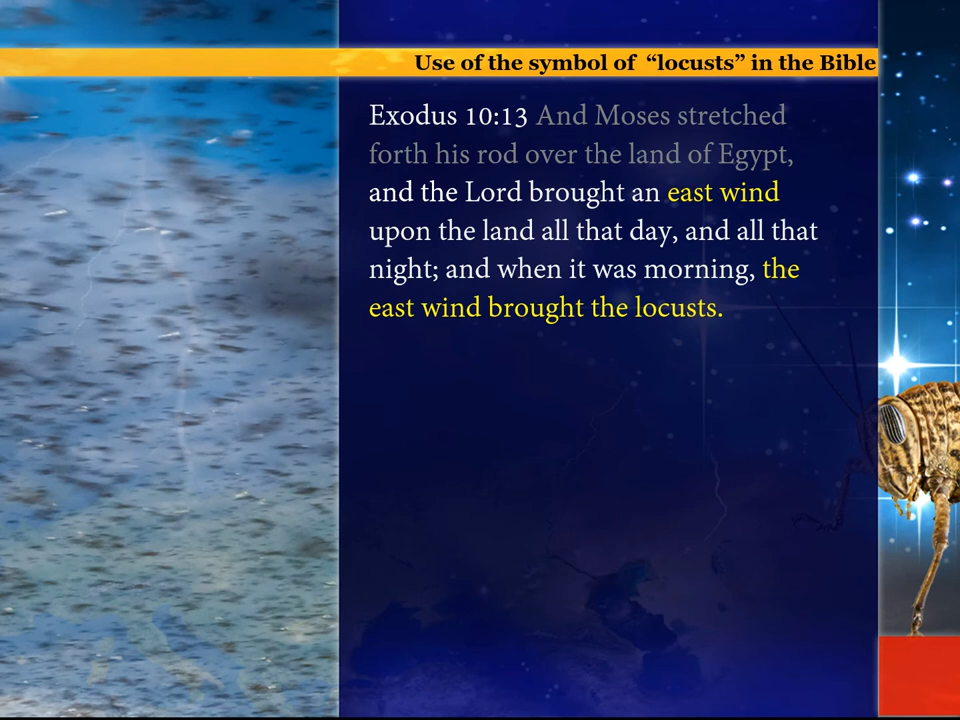 Use of the symbol of “locusts” in the Bible
Exodus 10:13 And Moses stretched
forth his rod over the land of Egypt,
and the Lord brought an east wind
upon the land all that day, and all that
night; and when it was morning, the
east wind brought the locusts.